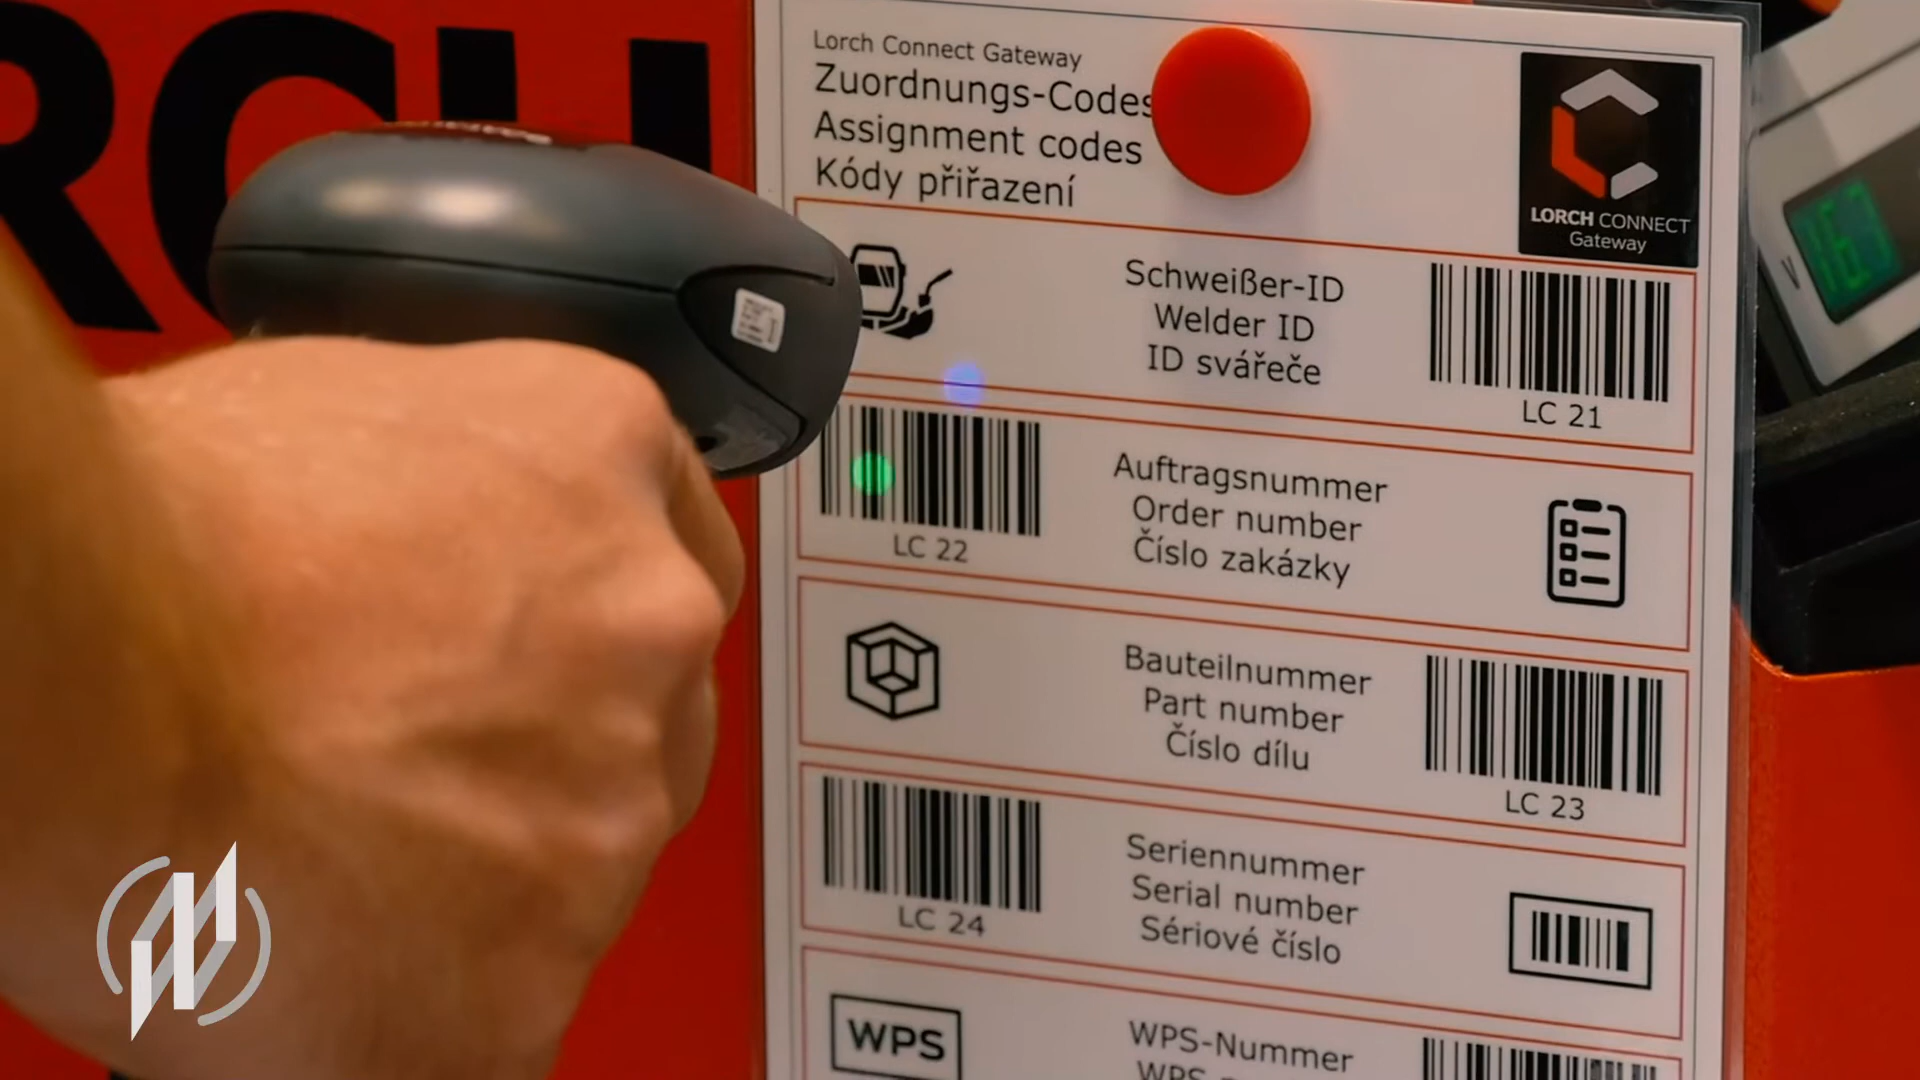 RCH
Lorch Connect Gateway
Zuordnungs-Codes
Assignment codes
Kódy přiřazení
LORCH CONNECT
Gateway
Schweißer-ID
Welder ID
ID svářeče
LC 21
LC 22
Auftragsnummer
Order number
Číslo zakázky
Bauteilnummer
Part number
Číslo dílu
LC 23
LC 24
Seriennummer
Serial number
Sériové číslo
WPS
WPS-Nummer
WPS
V